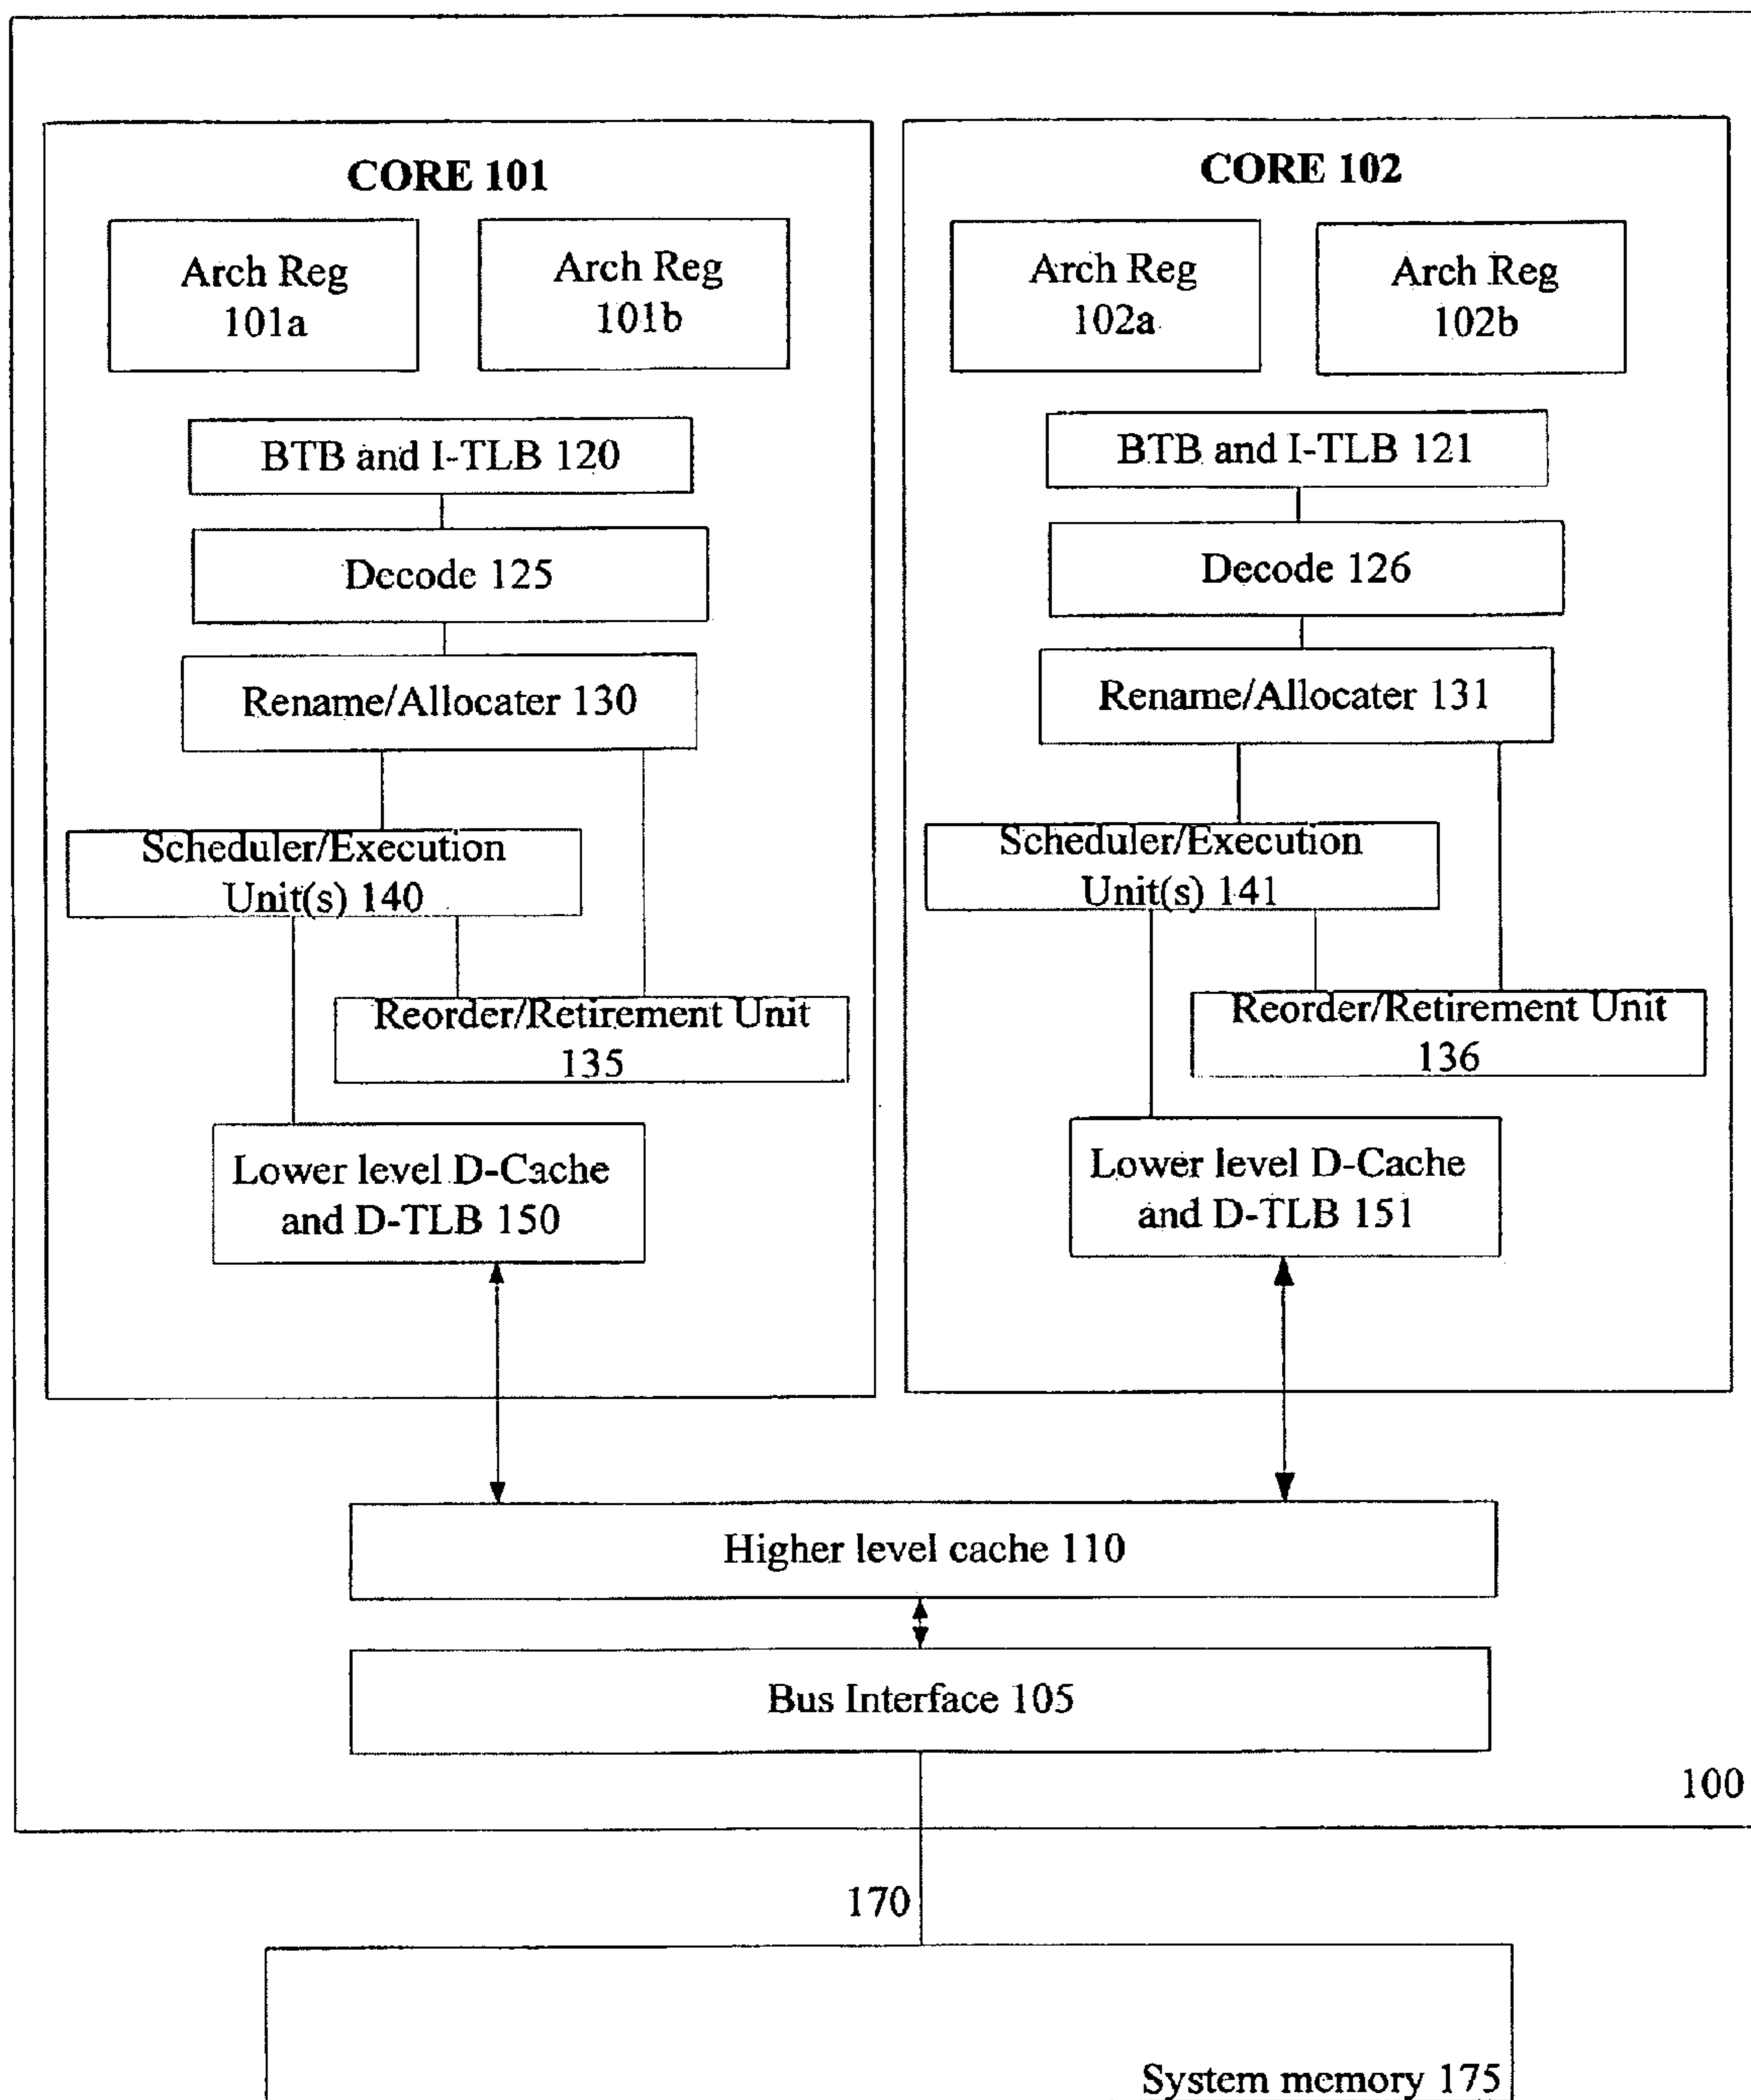 CORE 101
Arch Reg
101a
Arch Reg
101b
BTB and I-TLB 120
Decode 125
Rename/Allocater 130
Scheduler/Execution
Unit(s) 140
Reorder/Retirement Unit
135
Lower level D-Cache
and D-TLB 150
CORE 102
Arch Reg
102a
Arch Reg
102b
BTB and I-TLB 121
Decode 126
Rename/Allocater 131
Scheduler/Execution
Unit(s) 141
Reorder/Retirement Unit
136
Lower level D-Cache
and D-TLB 151
Higher level cache 110
Bus Interface 105
100
170
System memory 175